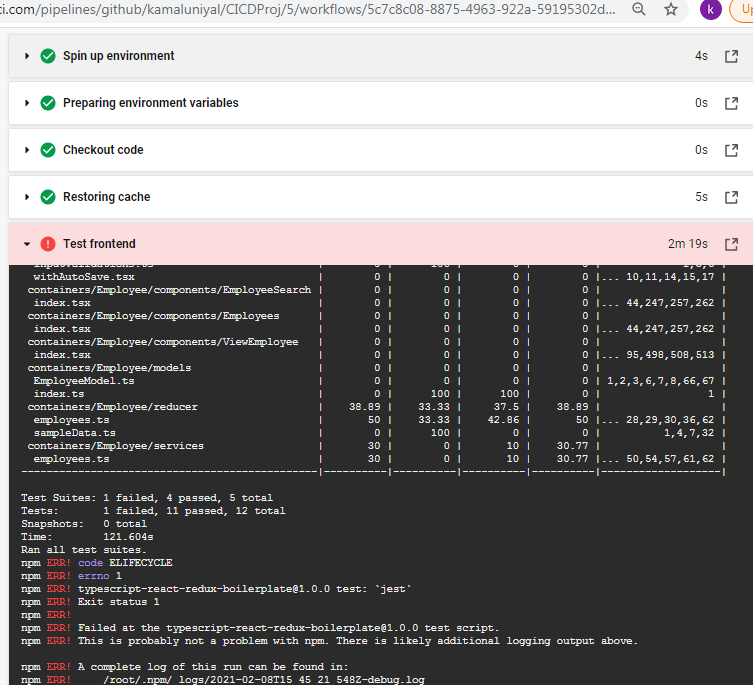 ci.com/pipelines/github/kamaluniyal/CICDProj/5/workflows/5c7c8c08-8875-4963-922a-59195302d... k Up
Spin up environment 4s
Preparing environment variables 0s
Checkout code 0s
Restoring cache 5s
Test frontend 2m 19s
withAutoSave.tsx | 0 | 0 | 0 | 0 |... 10,11,14,15,17 |
containers/Employee/components/EmployeeSearch | 0 | 0 | 0 | 0 | |
index.tsx | 0 | 0 | 0 | 0 |... 44,247,257,262 |
containers/Employee/components/Employees | 0 | 0 | 0 | 0 | |
index.tsx | 0 | 0 | 0 | 0 |... 44,247,257,262 |
containers/Employee/components/ViewEmployee | 0 | 0 | 0 | 0 | |
index.tsx | 0 | 0 | 0 | 0 |... 95,498,508,513 |
containers/Employee/models | 0 | 0 | 0 | 0 | |
EmployeeModel.ts | 0 | 0 | 0 | 0 | 1,2,3,6,7,8,66,67 |
index.ts | 0 | 100 | 100 | 0 | 1 |
containers/Employee/reducer | 38.89 | 33.33 | 37.5 | 38.89 | |
employees.ts | 50 | 33.33 | 42.86 | 50 |... 28,29,30,36,62 |
sampleData.ts | 0 | 100 | 0 | 0 | 1,4,7,32 |
containers/Employee/services | 30 | 0 | 10 | 30.77 | |
employees.ts | 30 | 0 | 10 | 30.77 |... 50,54,57,61,62 |
Test Suites: 1 failed, 4 passed, 5 total
Tests: 1 failed, 11 passed, 12 total
Snapshots: 0 total
Time: 121.604s
Ran all test suites.
npm ERR! code ELIFECYCLE
npm ERR! errno 1
npm ERR! typescript-react-redux-boilerplate@1.0.0 test: `jest`
npm ERR! Exit status 1
npm ERR!
npm ERR! Failed at the typescript-react-redux-boilerplate@1.0.0 test script.
npm ERR! This is probably not a problem with npm. There is likely additional logging output above.
npm ERR! A complete log of this run can be found in:
npm ERR! /root/.npm/_logs/2021-02-08T15_45_21_548Z-debug.log